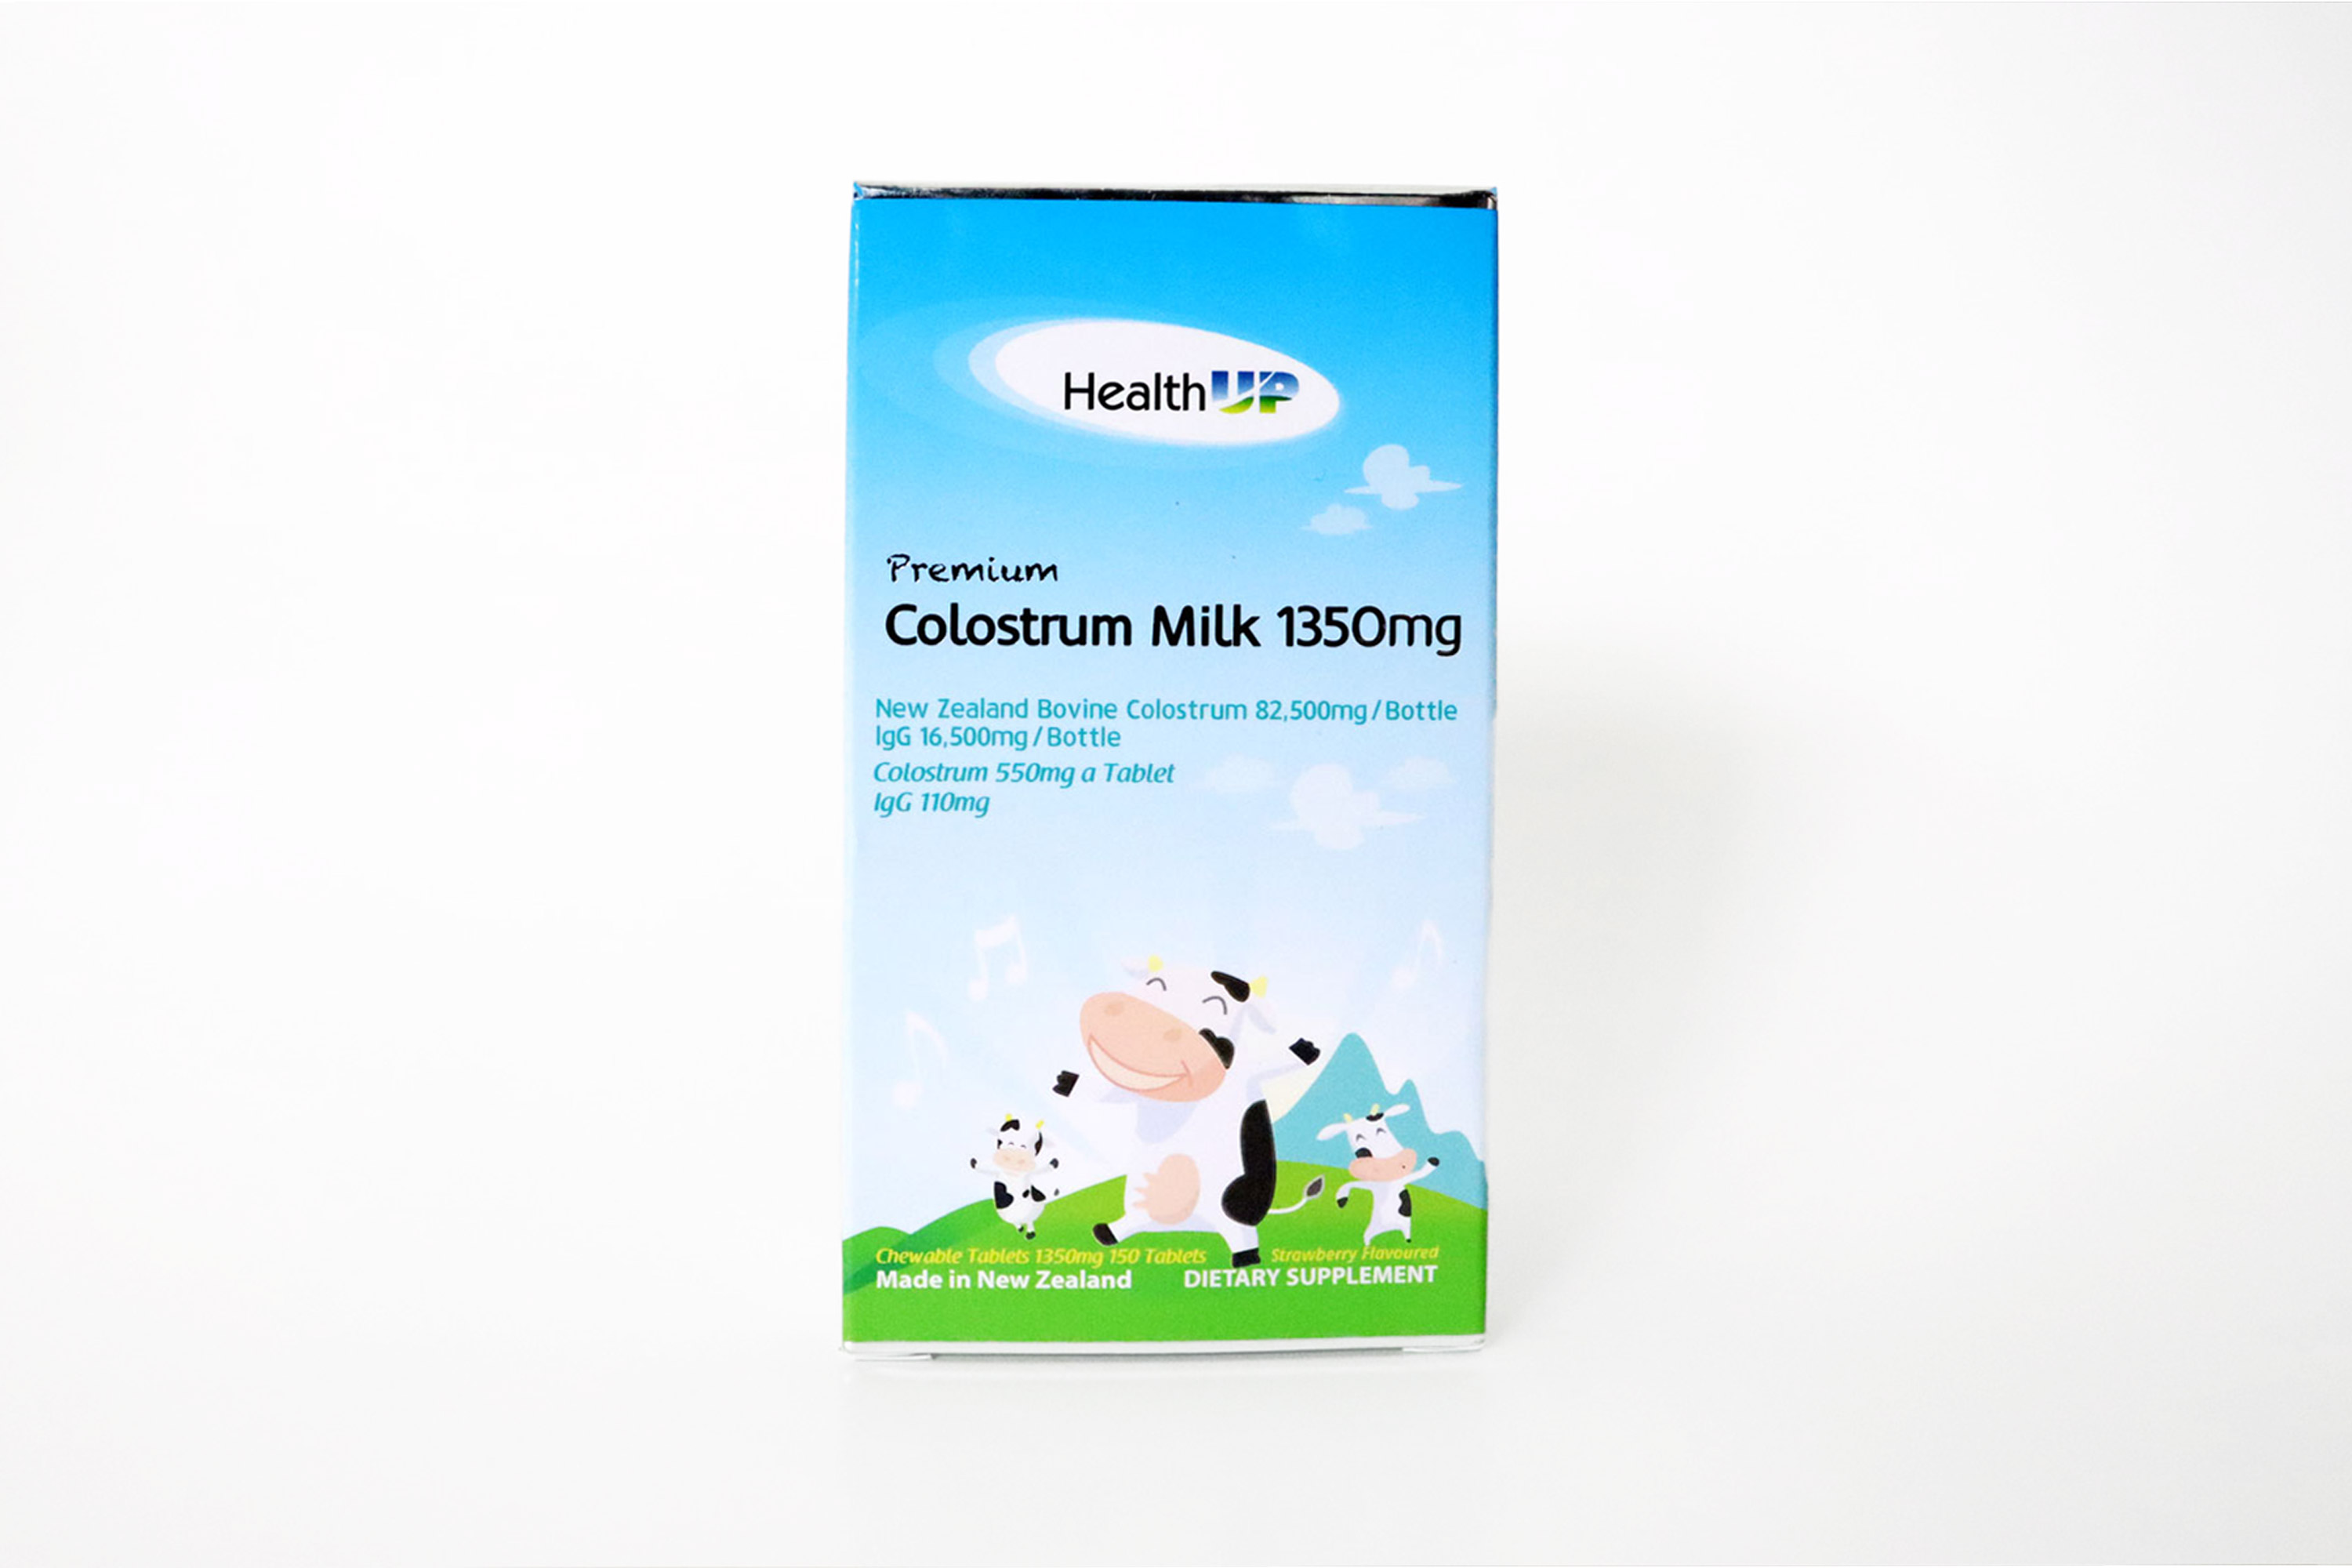 HealthUP
Premium
Colostrum Milk 1350mg
New Zealand Bovine Colostrum 82,500mg/Bottle
IgG 16,500mg/Bottle
Colostrum 550mg a Tablet
IgG 110mg
Chewable Tablets 1350mg 150 Tablets Strawberry Flavoured
Made in New Zealand DIETARY SUPPLEMENT